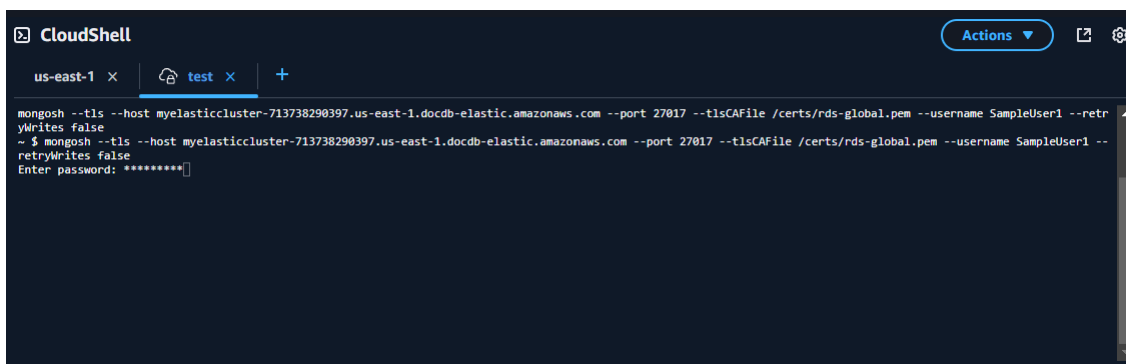 CloudShell
Actions
us-east-1
test
mongosh --tls --host myelasticcluster-713738290397.us-east-1.docdb-elastic.amazonaws.com --port 27017 --tlsCAFile /certs/rds-global.pem --username SampleUser1 --retr
yWrites false
~ $ mongosh --tls --host myelasticcluster-713738290397.us-east-1.docdb-elastic.amazonaws.com --port 27017 --tlsCAFile /certs/rds-global.pem --username SampleUser1 --
retryWrites false
Enter password: *********